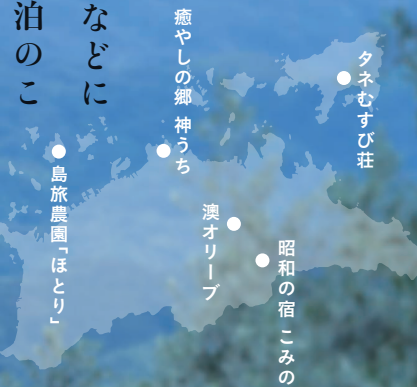 などに
泊のこ
タネむすび荘
癒やしの郷 神うち
昭和の宿 こみの
澳オリーブ
島旅農園「ほとり」